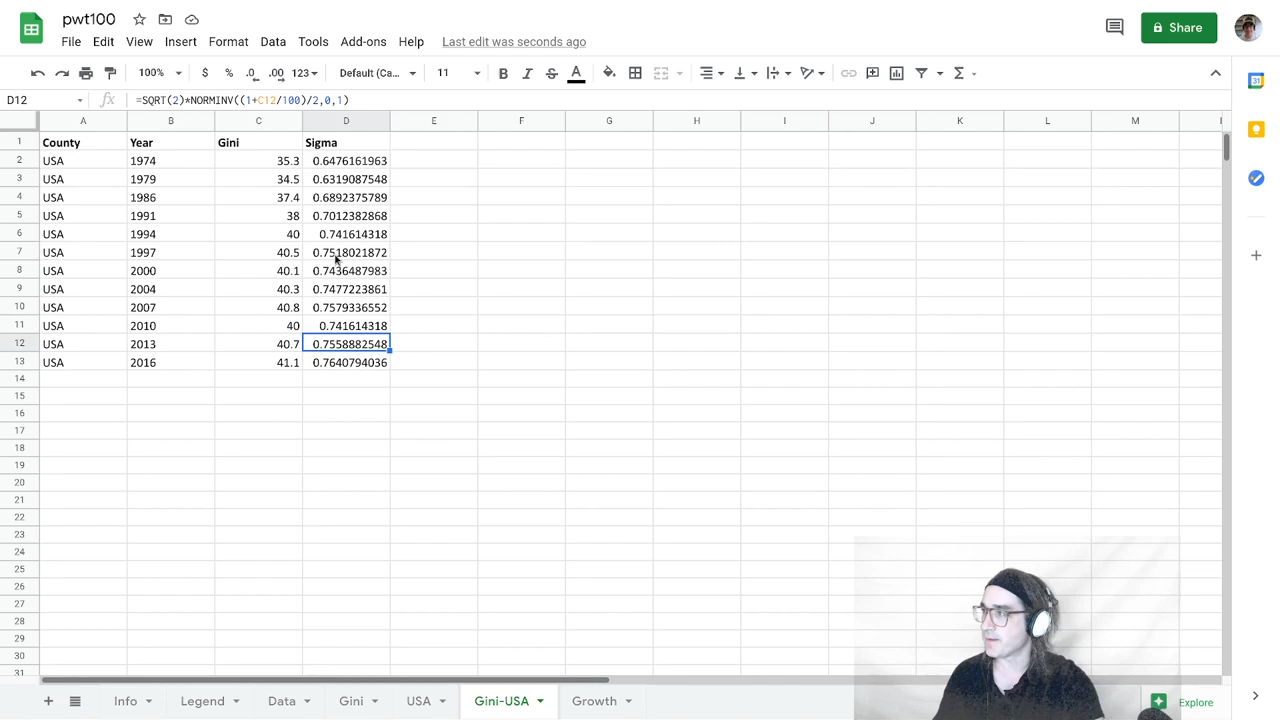 pwt100
File Edit View Insert Format Data Tools Add-ons Help Last edit was seconds ago
Share
100% $ % .0 .00 123 Default (Ca... 11 B I S A Σ
D12 fx =SQRT(2)*NORMINV((1+C12/100)/2,0,1)
A B C D E F G H I J K L M
1 County Year Gini Sigma
2 USA 1974 35.3 0.6476161963
3 USA 1979 34.5 0.6319087548
4 USA 1986 37.4 0.6892375789
5 USA 1991 38 0.7012382868
6 USA 1994 40 0.741614318
7 USA 1997 40.5 0.7518021872
8 USA 2000 40.1 0.7436487983
9 USA 2004 40.3 0.7477223861
10 USA 2007 40.8 0.7579336552
11 USA 2010 40 0.741614318
12 USA 2013 40.7 0.7558882548
13 USA 2016 41.1 0.7640794036
14
15
16
17
18
19
20
21
22
23
24
25
26
27
28
29
30
31
Info Legend Data Gini USA Gini-USA Growth Explore